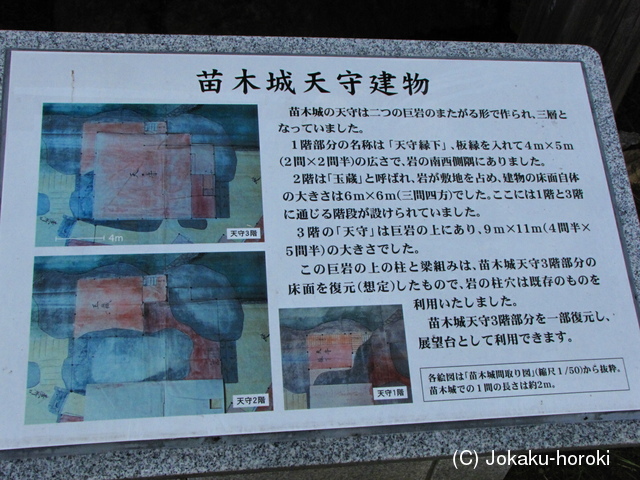 苗木城天守建物
苗木城の天守は二つの巨岩のまたがる形で作られ、三層と
なっていました。
1階部分の名称は「天守縁下」、板縁を入れて4m×5m
(2間×2間半)の広さで、岩の南西側隅にありました。
2階は「玉蔵」と呼ばれ、岩が敷地を占め、建物の床面自体
の大きさは6m×6m(三間四方)でした。ここには1階と3階
に通じる階段が設けられていました。
3階の「天守」は巨岩の上にあり、9m×11m(4間半×
5間半)の大きさでした。
この巨岩の上の柱と梁組みは、苗木城天守3階部分の
床面を復元(想定)したもので、岩の柱穴は既存のものを
利用いたしました。
苗木城天守3階部分を一部復元し、
展望台として利用できます。
各絵図は「苗木城間取り図」(縮尺1/50)から抜粋。
苗木城での1間の長さは約2m。
4m
天守3階
天守2階
天守1階
(C) Jokaku-horoki